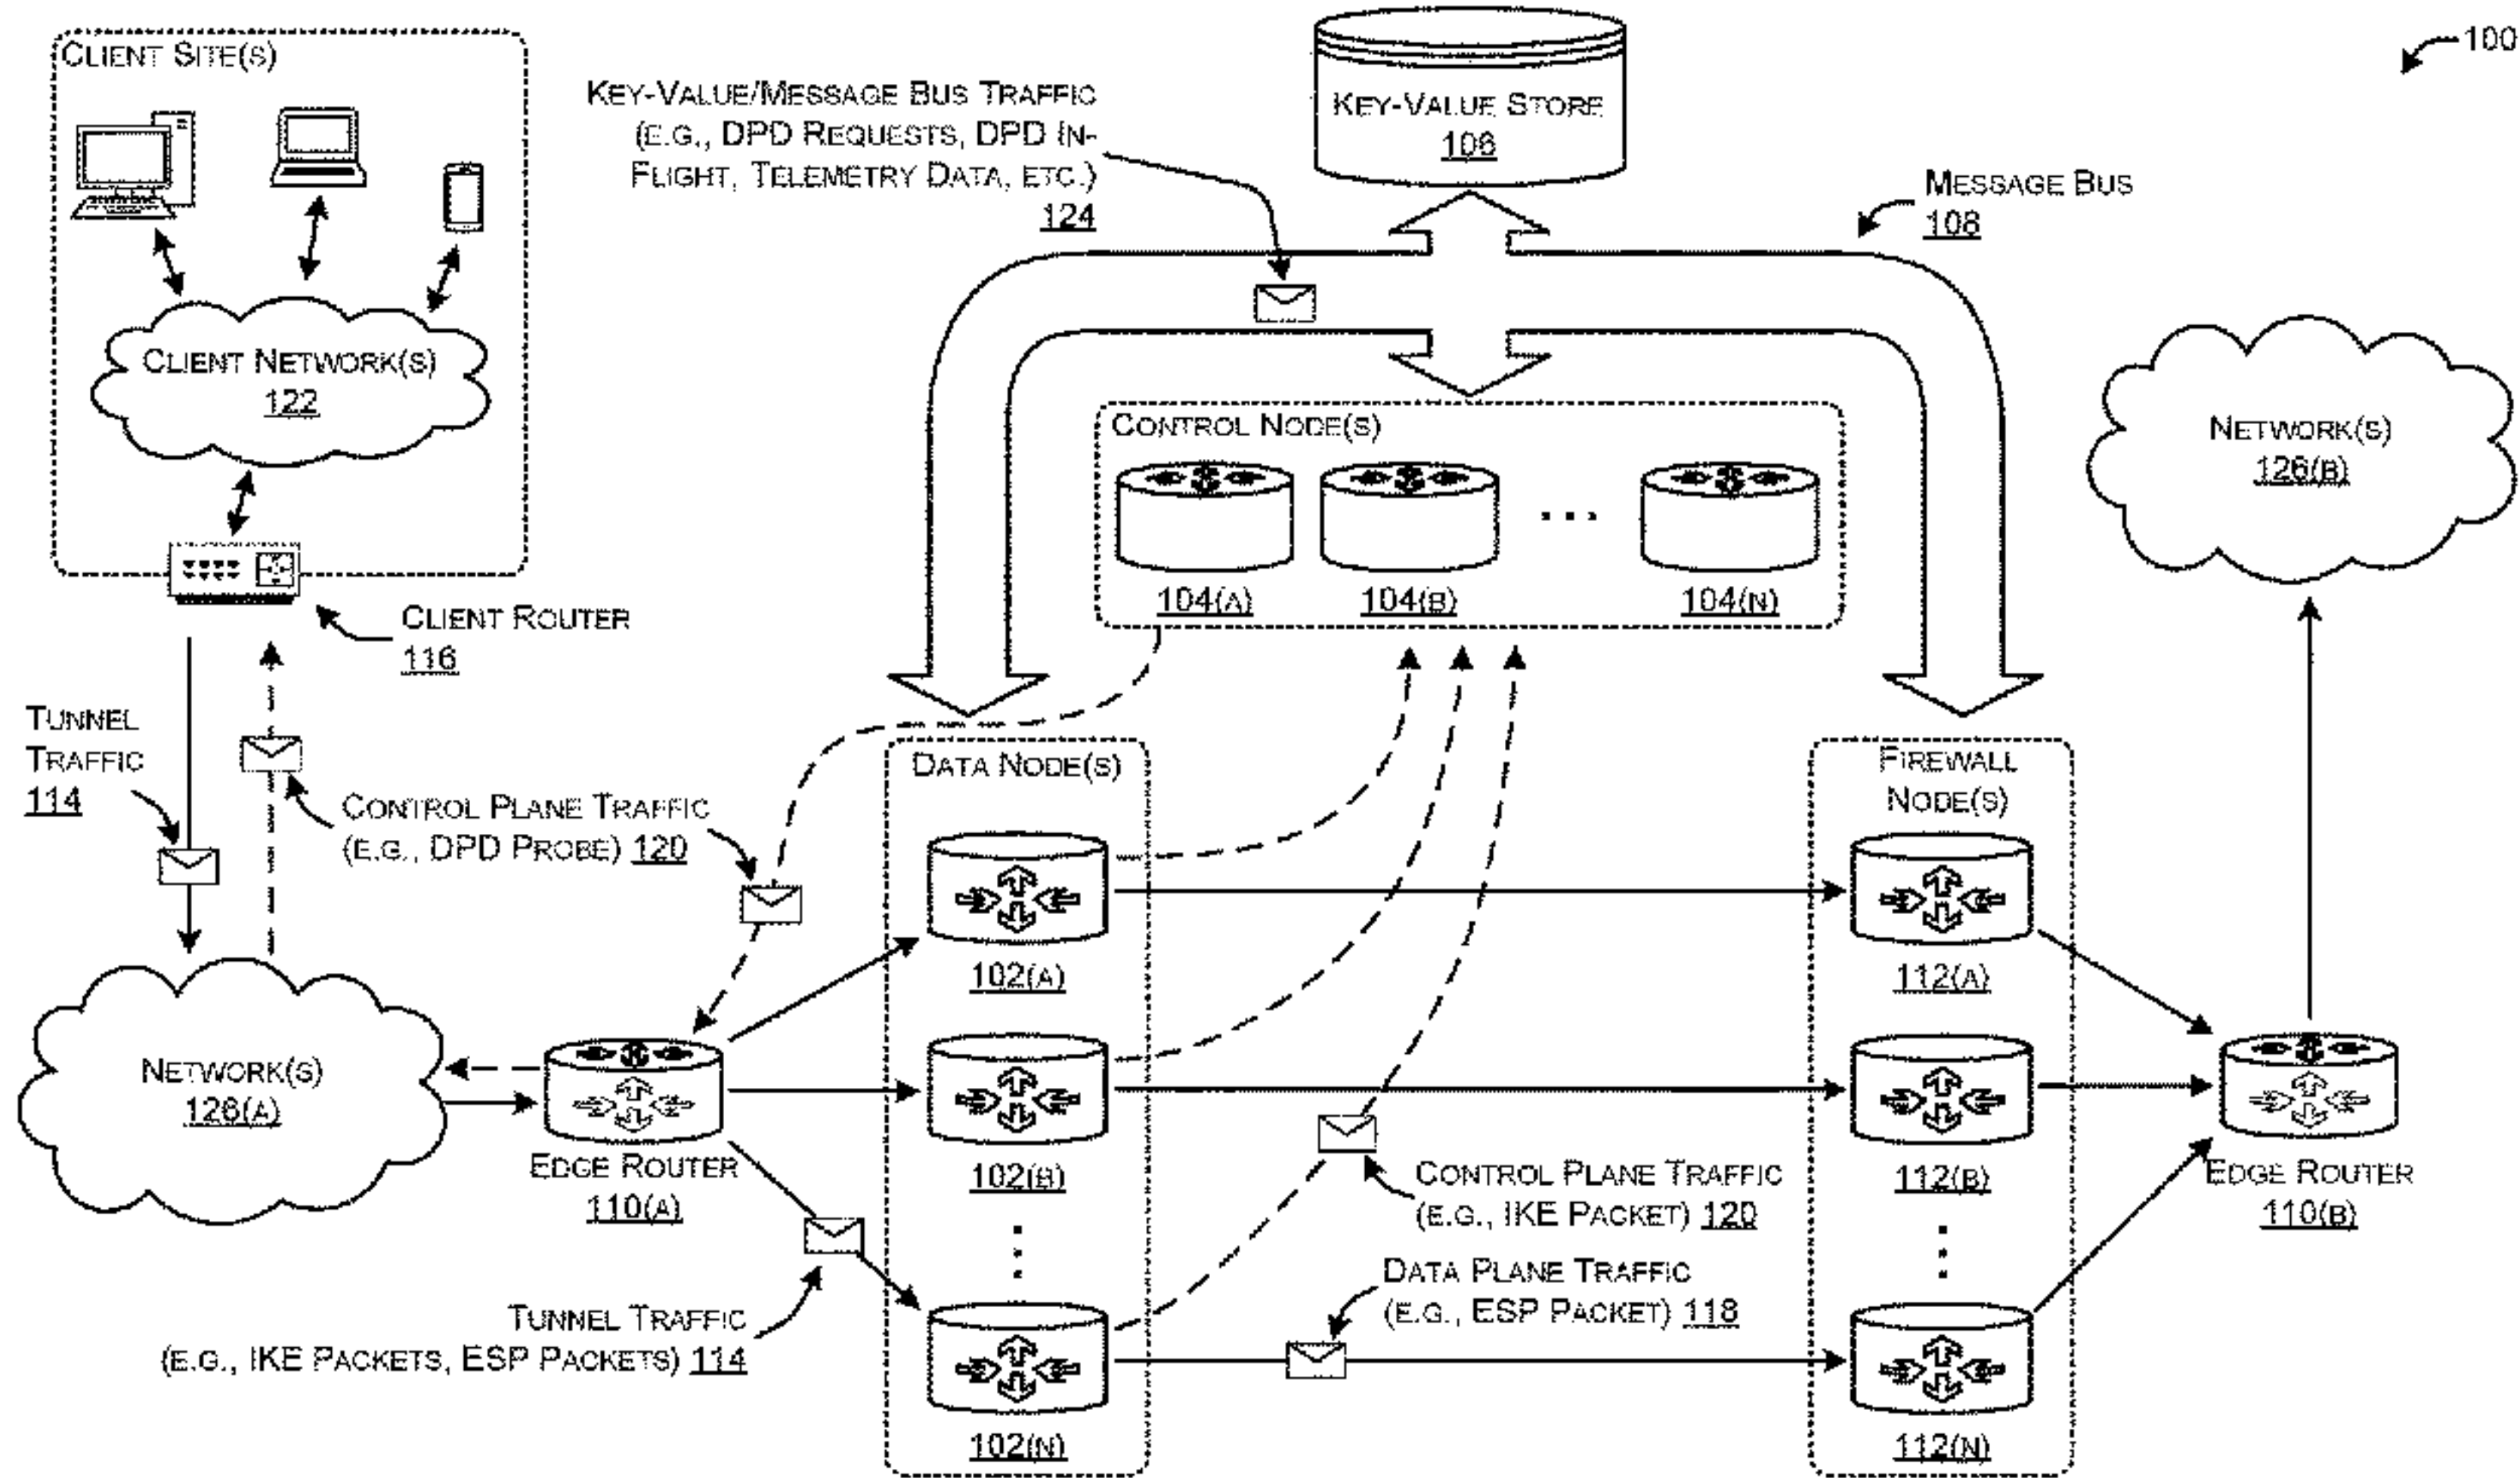 100
CLIENT SITE(S)
KEY-VALUE/MESSAGE BUS TRAFFIC
(E.G., DPD REQUESTS, DPD IN-
FLIGHT, TELEMETRY DATA, ETC.)
124
KEY-VALUE STORE
106
MESSAGE BUS
108
CLIENT NETWORK(S)
122
CONTROL NODE(S)
104(A)
104(B)
...
104(N)
NETWORK(S)
126(B)
CLIENT ROUTER
116
TUNNEL
TRAFFIC
114
CONTROL PLANE TRAFFIC
(E.G., DPD PROBE) 120
DATA NODE(S)
FIREWALL
NODE(S)
102(A)
112(A)
NETWORK(S)
126(A)
EDGE ROUTER
110(A)
102(B)
112(B)
CONTROL PLANE TRAFFIC
(E.G., IKE PACKET) 120
EDGE ROUTER
110(B)
TUNNEL TRAFFIC
(E.G., IKE PACKETS, ESP PACKETS) 114
DATA PLANE TRAFFIC
(E.G., ESP PACKET) 118
102(N)
112(N)